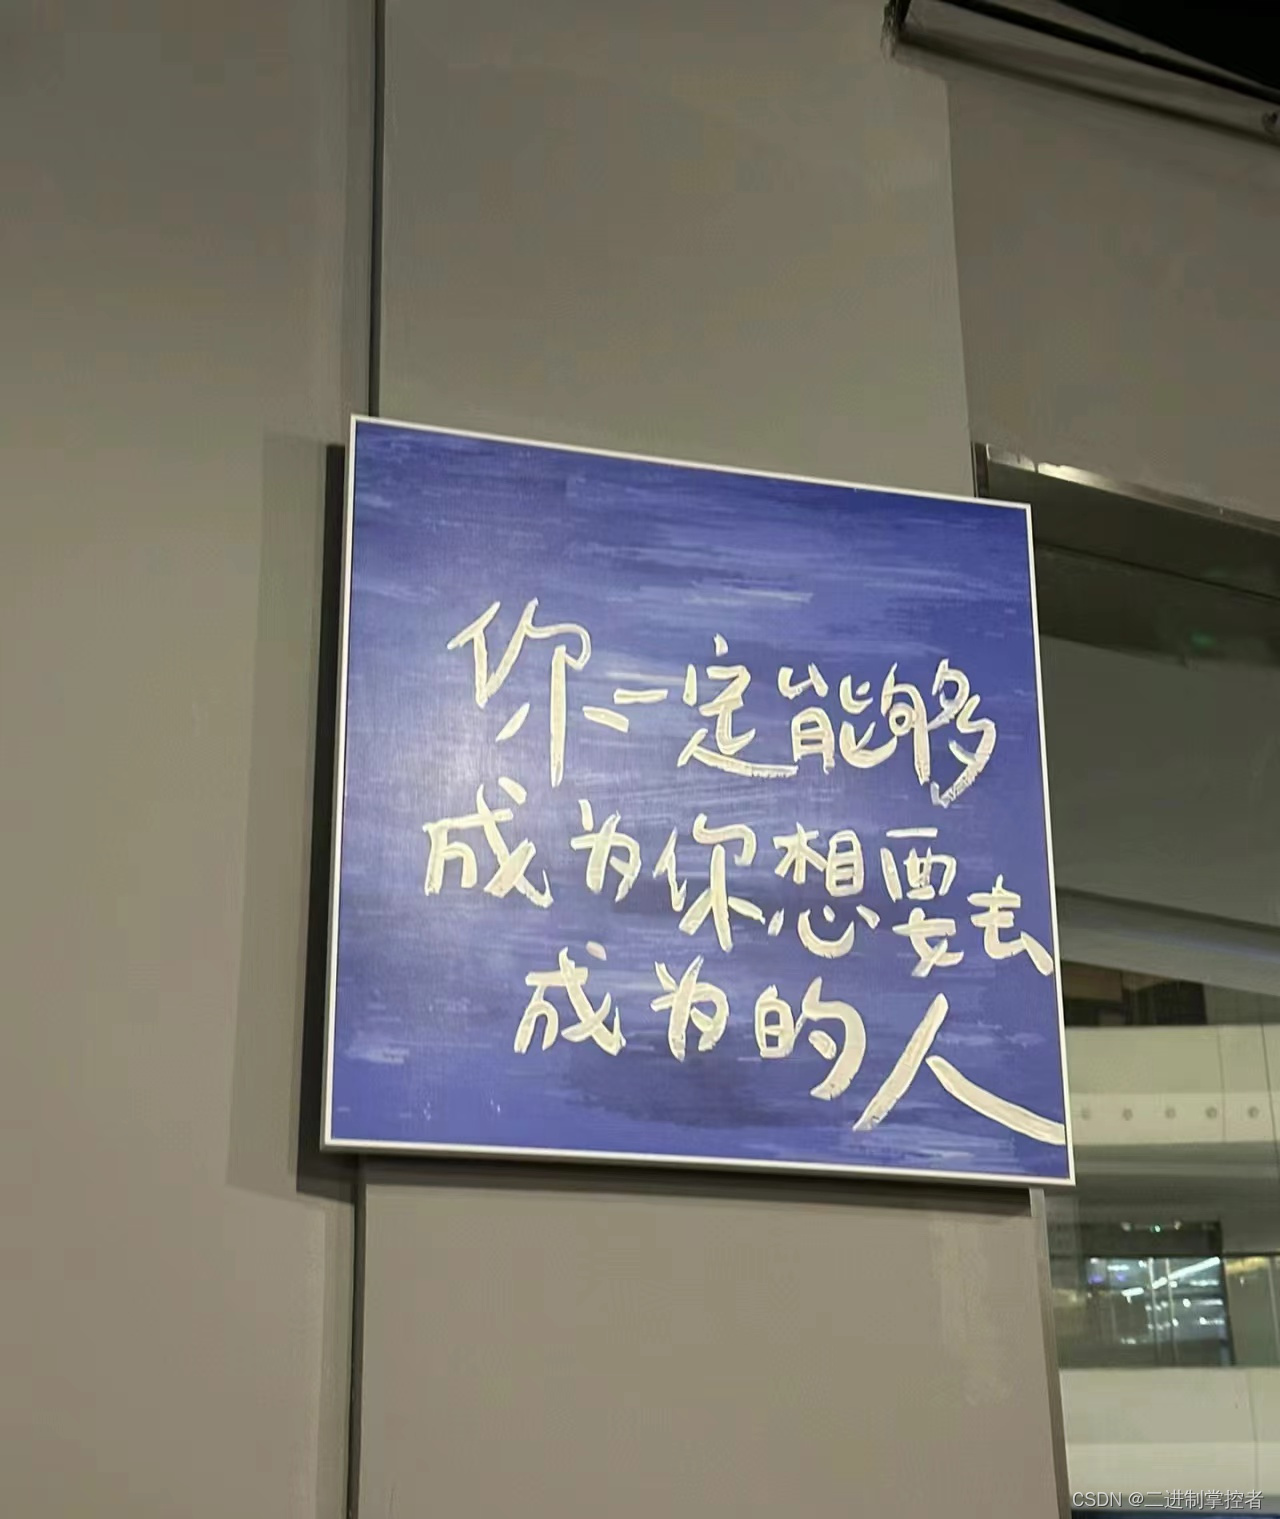 你一定能够
成为你想要去
成为的人
CSDN @二进制掌控者